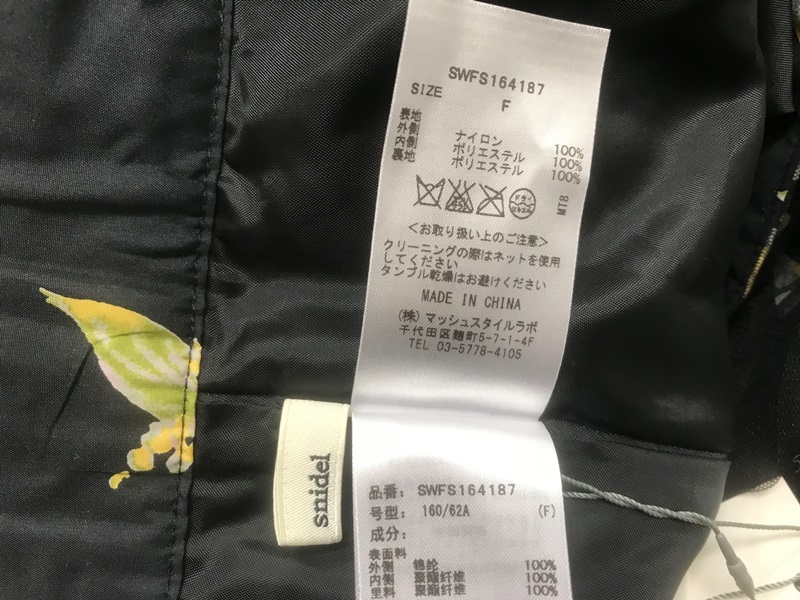 SWFS164187
SIZE
F
表地
外側 ナイロン 100%
内側 ポリエステル 100%
裏地 ポリエステル 100%
ドライ
MT8
<お取り扱い上のご注意>
クリーニングの際はネットを使用
してください
タンブル乾燥はお避けください
MADE IN CHINA
(株)マッシュスタイルラボ
千代田区麹町5-7-1-4F
TEL 03-5778-4105
snidel
品番: SWFS164187
号型: 160/62A (F)
成分:
表面料
外侧 锦纶 100%
内侧 聚酯纤维 100%
里料 聚酯纤维 100%